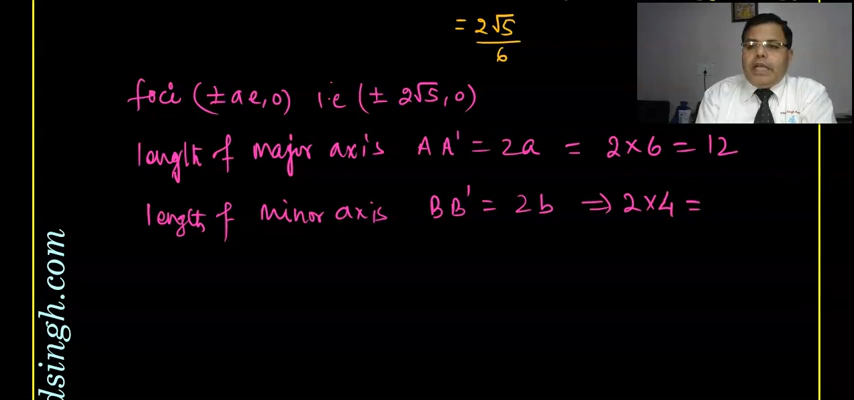 = 2√5 / 6
foci (±ae, 0) i.e (± 2√5, 0)
length of major axis AA' = 2a = 2×6 = 12
length of minor axis BB' = 2b ⇒ 2×4 =
dsingh.com